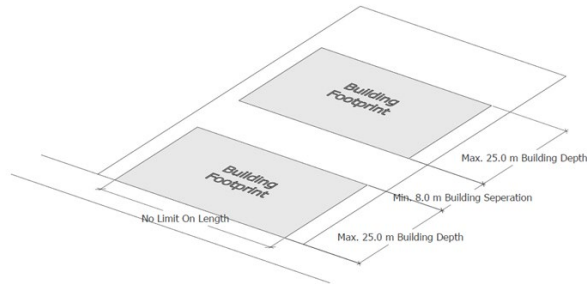 Building
Footprint
Max. 25.0 m Building Depth
Building
Footprint
Min. 8.0 m Building Seperation
No Limit On Length
Max. 25.0 m Building Depth